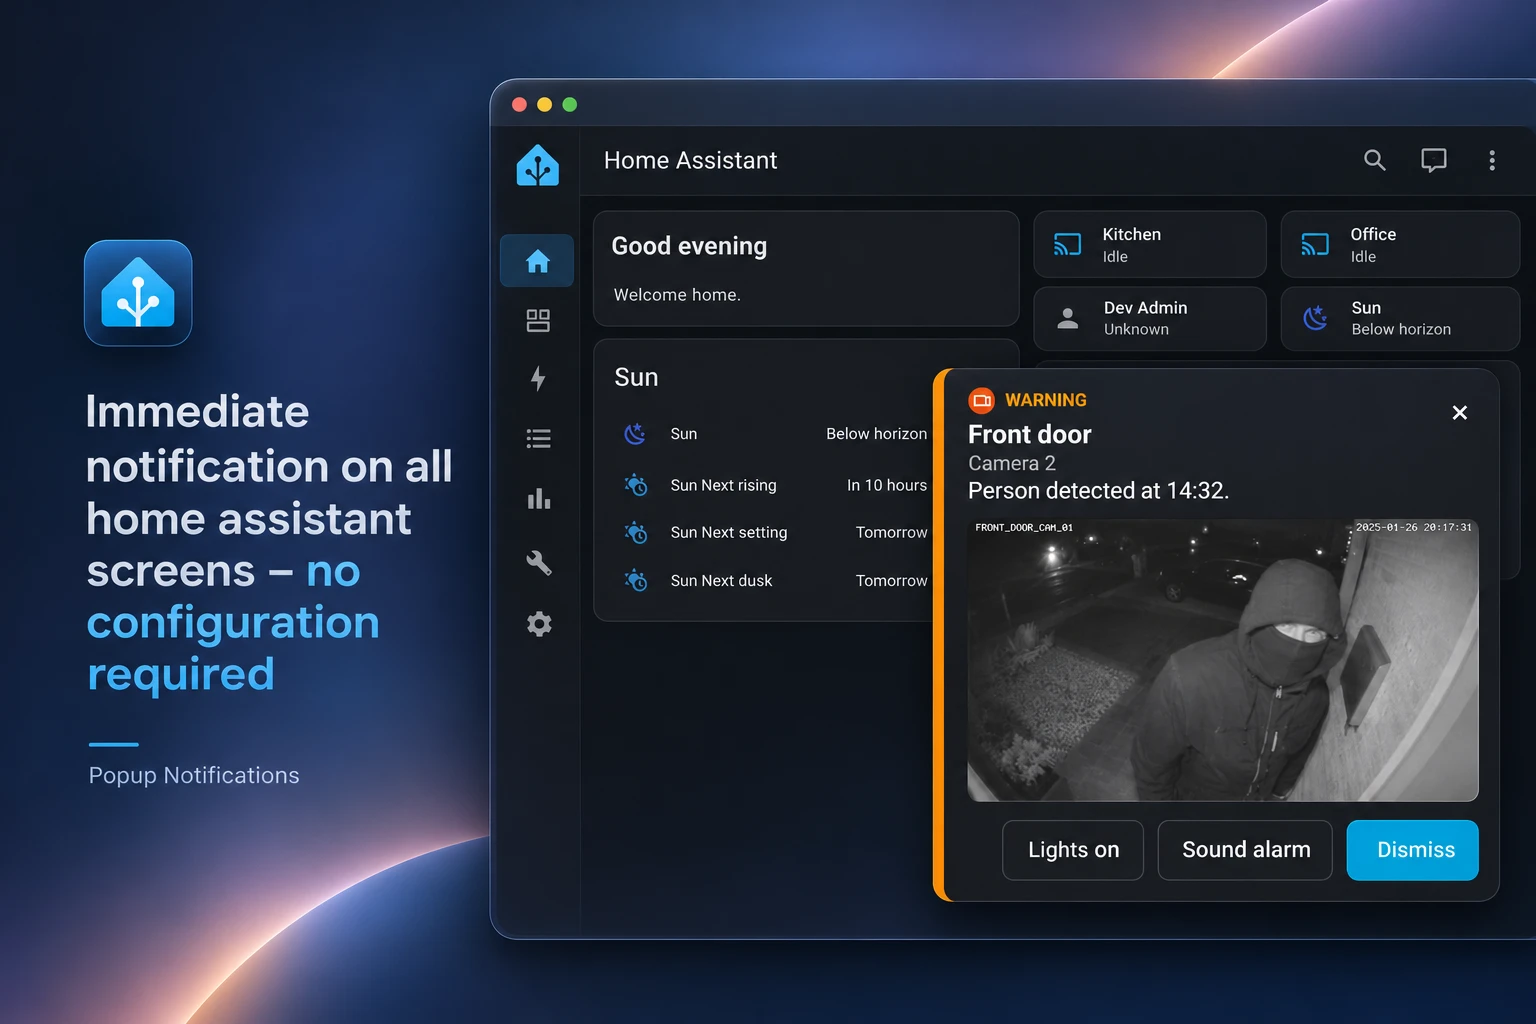 Immediate
notification on all
home assistant
screens – no
configuration
required
Popup Notifications
Home Assistant
Good evening
Welcome home.
Kitchen
Idle
Office
Idle
Dev Admin
Unknown
Sun
Below horizon
Sun
Sun Below horizon
Sun Next rising In 10 hours
Sun Next setting Tomorrow
Sun Next dusk Tomorrow
WARNING
Front door
Camera 2
Person detected at 14:32.
FRONT_DOOR_CAM_01 2025-01-26 20:17:31
Lights on Sound alarm Dismiss